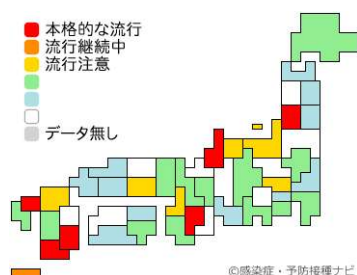 本格的な流行
流行継続中
流行注意
データ無し
©感染症・予防接種ナビ